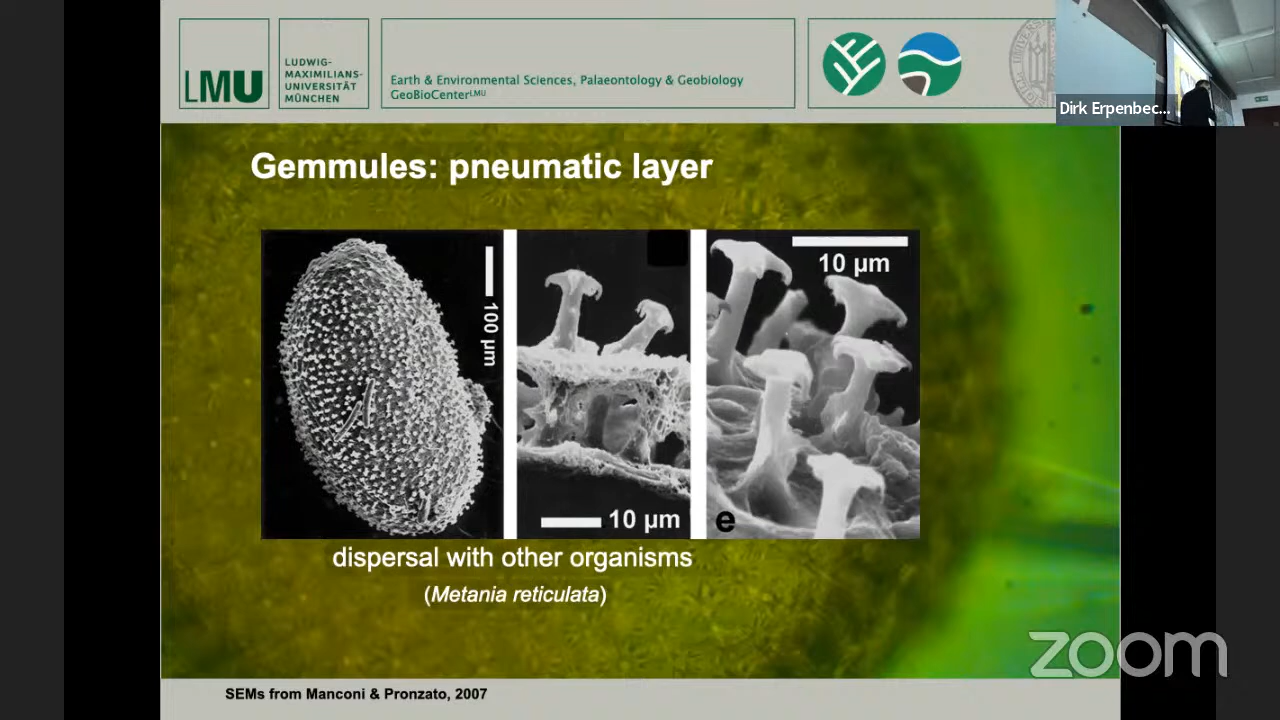 LMU
LUDWIG-
MAXIMILIANS-
UNIVERSITÄT
MÜNCHEN
Earth & Environmental Sciences, Palaeontology & Geobiology
GeoBioCenterLMU
Dirk Erpenbec...
Gemmules: pneumatic layer
100 µm
10 µm
10 µm
e
dispersal with other organisms
(Metania reticulata)
zoom
SEMs from Manconi & Pronzato, 2007